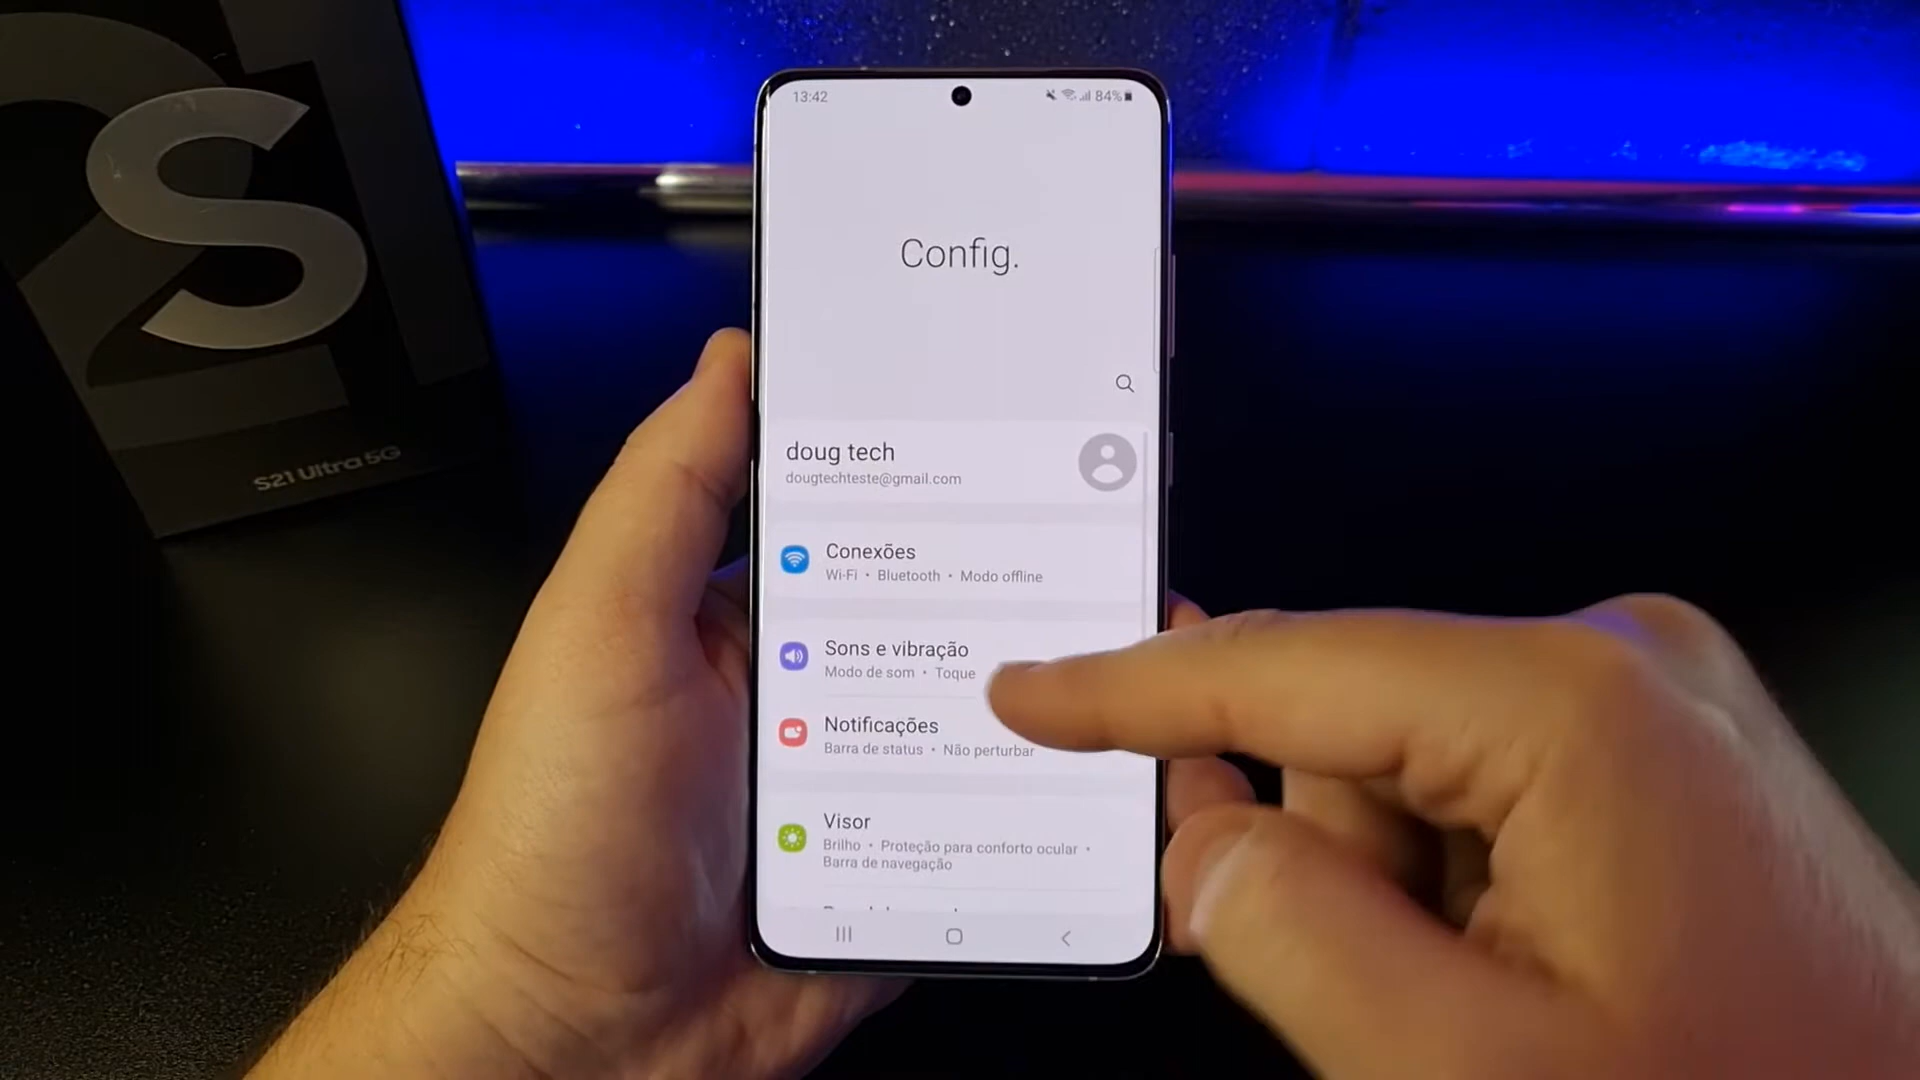 S
21
S21 Ultra 5G
13:42
84%
Config.
doug tech
dougtechteste@gmail.com
Conexões
Wi-Fi • Bluetooth • Modo offline
Sons e vibração
Modo de som • Toque
Notificações
Barra de status • Não perturbar
Visor
Brilho • Proteção para conforto ocular •
Barra de navegação